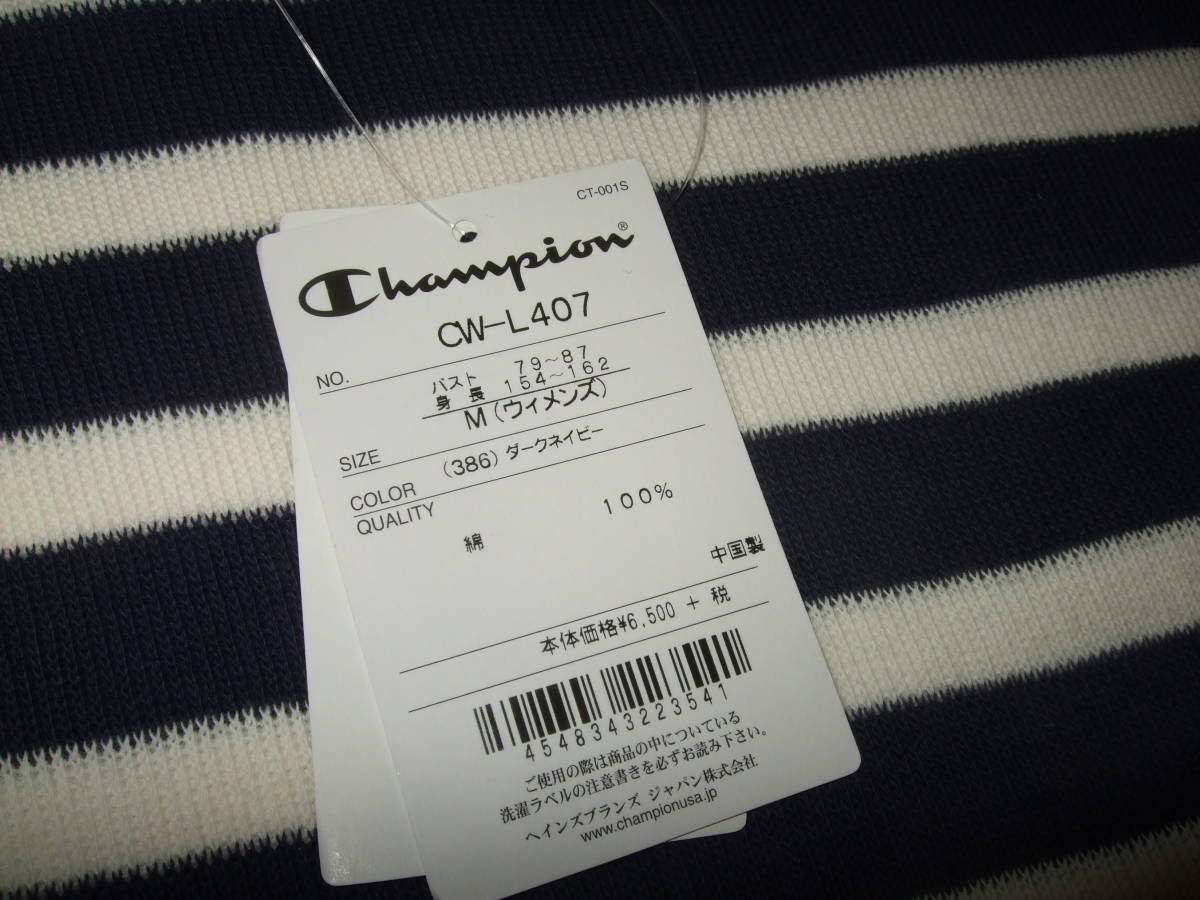 CT-001S
Champion®
NO. CW-L407
バスト 79~87
身長 154~162
SIZE M(ウィメンズ)
COLOR (386)ダークネイビー
QUALITY
綿 100%
中国製
本体価格¥6,500 + 税
4548343223541
ご使用の際は商品の中についている
洗濯ラベルの注意書きを必ずお読み下さい。
ヘインズブランズ ジャパン株式会社
www.championusa.jp